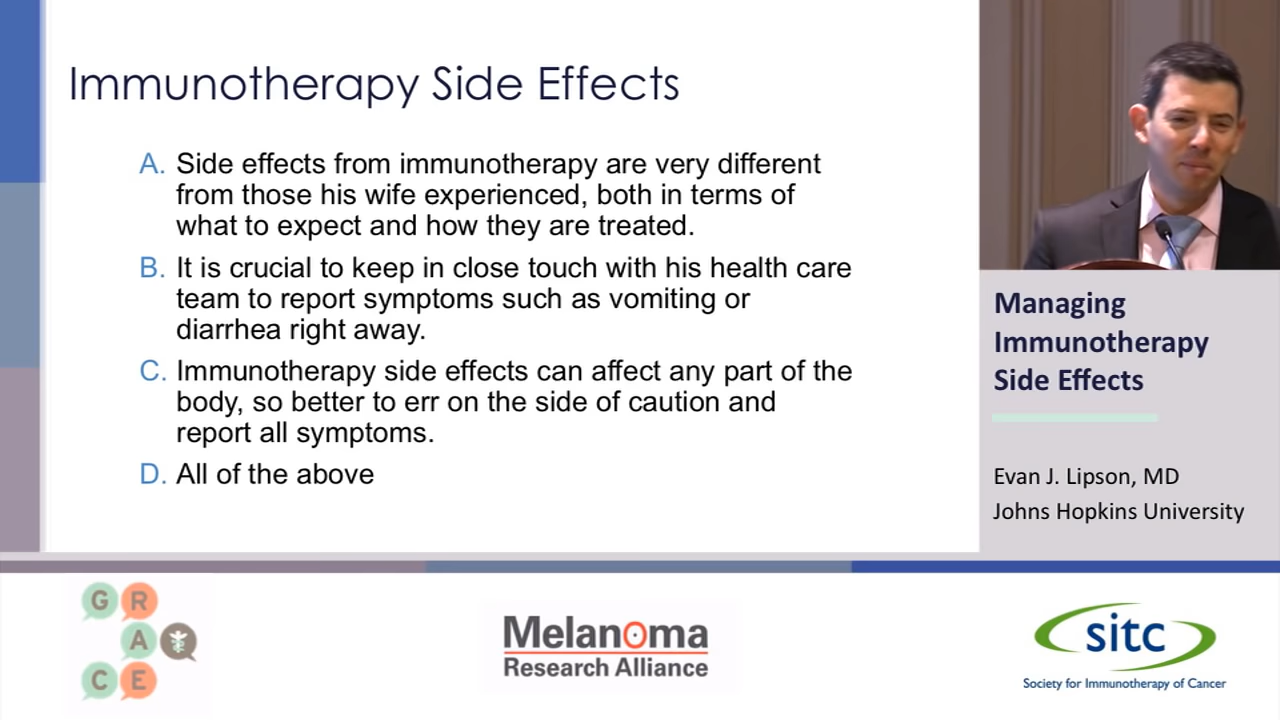 Immunotherapy Side Effects
A. Side effects from immunotherapy are very different
from those his wife experienced, both in terms of
what to expect and how they are treated.
B. It is crucial to keep in close touch with his health care
team to report symptoms such as vomiting or
diarrhea right away.
C. Immunotherapy side effects can affect any part of the
body, so better to err on the side of caution and
report all symptoms.
D. All of the above
Managing
Immunotherapy
Side Effects
Evan J. Lipson, MD
Johns Hopkins University
G R
A
C E
Melanoma
Research Alliance
sitc
Society for Immunotherapy of Cancer